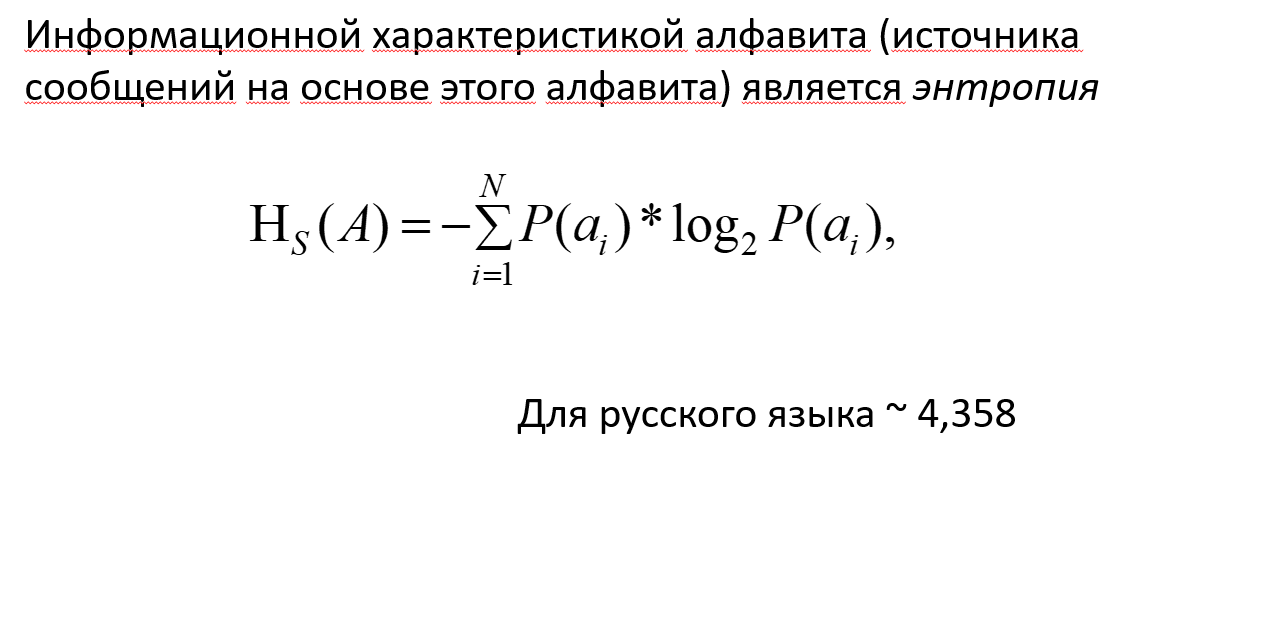 Информационной характеристикой алфавита (источника
сообщений на основе этого алфавита) является энтропия
H_S(A) = -∑_{i=1}^{N} P(a_i) * log_2 P(a_i),
Для русского языка ~ 4,358